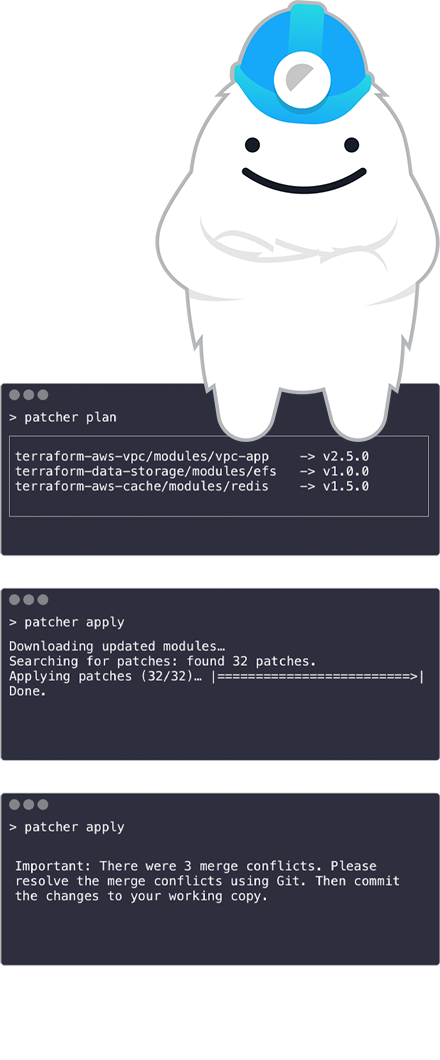 > patcher plan
terraform-aws-vpc/modules/vpc-app -> v2.5.0
terraform-data-storage/modules/efs -> v1.0.0
terraform-aws-cache/modules/redis -> v1.5.0
> patcher apply
Downloading updated modules…
Searching for patches: found 32 patches.
Applying patches (32/32)… |=========================>|
Done.
> patcher apply
Important: There were 3 merge conflicts. Please
resolve the merge conflicts using Git. Then commit
the changes to your working copy.